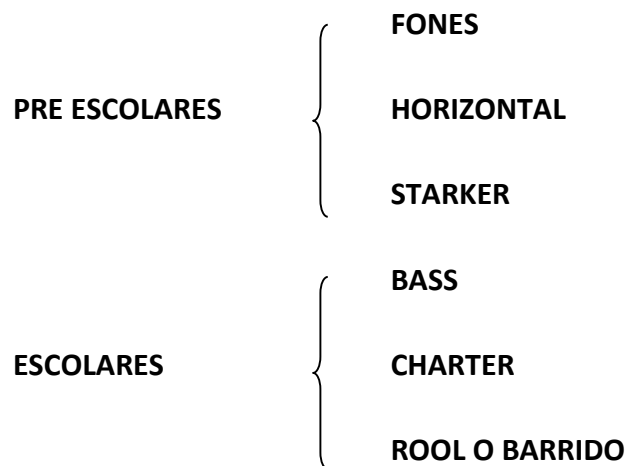 FONES
PRE ESCOLARES HORIZONTAL
STARKER
BASS
ESCOLARES CHARTER
ROOL O BARRIDO